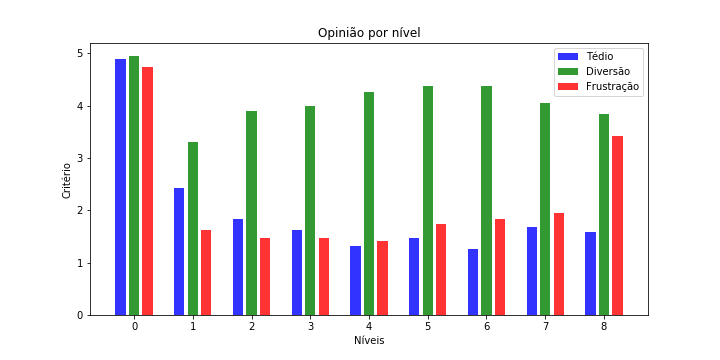 Opinião por nível
Tédio
Diversão
Frustração
Critério
5
4
3
2
1
0
0 1 2 3 4 5 6 7 8
Níveis